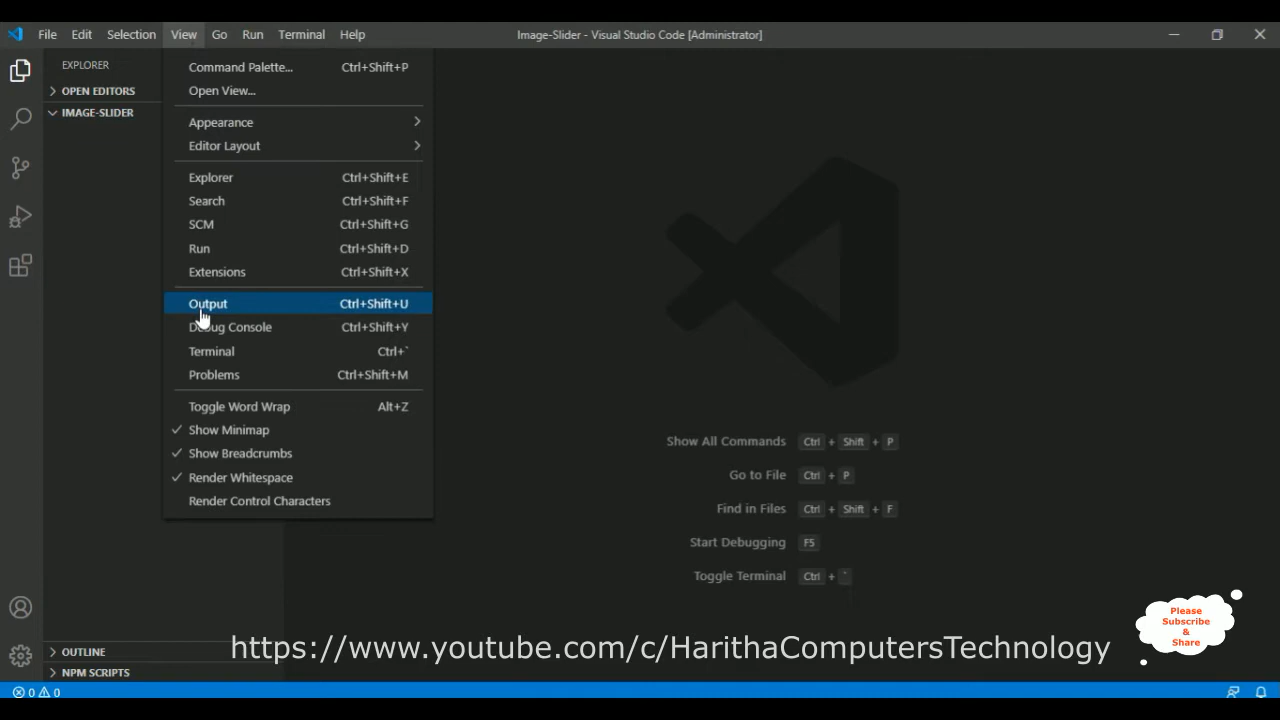 File Edit Selection View Go Run Terminal Help
Image-Slider - Visual Studio Code [Administrator]
EXPLORER
OPEN EDITORS
IMAGE-SLIDER
Command Palette... Ctrl+Shift+P
Open View...
Appearance
Editor Layout
Explorer Ctrl+Shift+E
Search Ctrl+Shift+F
SCM Ctrl+Shift+G
Run Ctrl+Shift+D
Extensions Ctrl+Shift+X
Output Ctrl+Shift+U
Debug Console Ctrl+Shift+Y
Terminal Ctrl+`
Problems Ctrl+Shift+M
Toggle Word Wrap Alt+Z
Show Minimap
Show Breadcrumbs
Render Whitespace
Render Control Characters
Show All Commands Ctrl + Shift + P
Go to File Ctrl + P
Find in Files Ctrl + Shift + F
Start Debugging F5
Toggle Terminal Ctrl + `
Please
Subscribe
&
Share
OUTLINE
https://www.youtube.com/c/HarithaComputersTechnology
NPM SCRIPTS
0 0